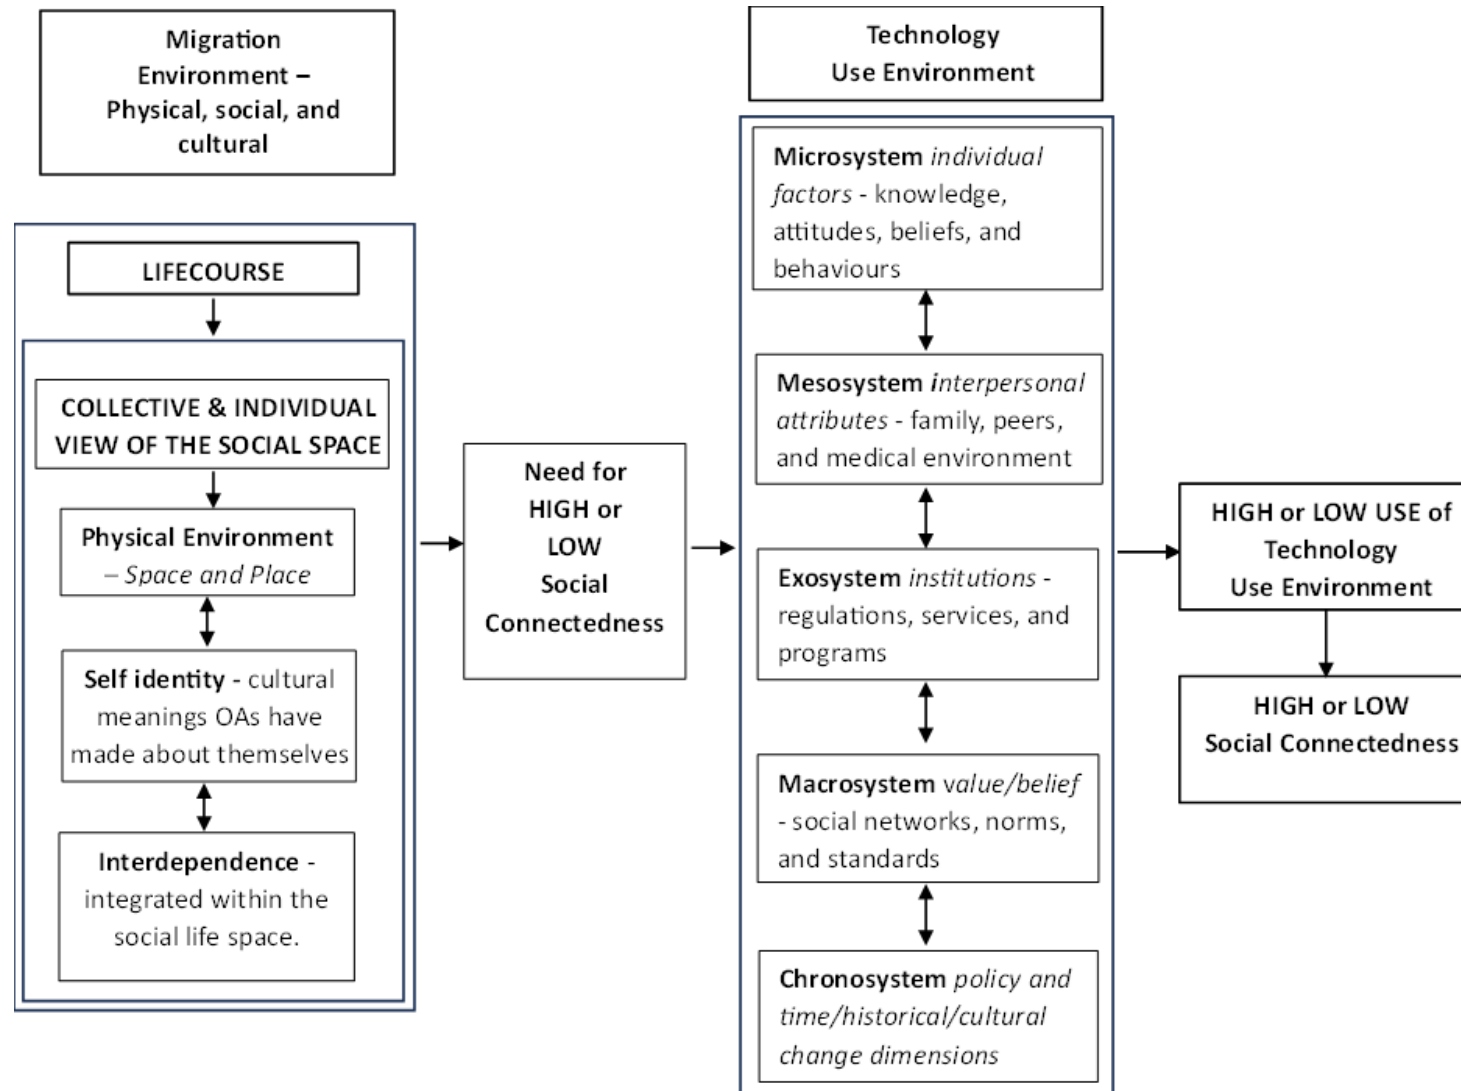 Migration
Environment –
Physical, social, and
cultural
LIFECOURSE
COLLECTIVE & INDIVIDUAL
VIEW OF THE SOCIAL SPACE
Physical Environment
– Space and Place
Self identity - cultural
meanings OAs have
made about themselves
Interdependence -
integrated within the
social life space.
Need for
HIGH or
LOW
Social
Connectedness
Technology
Use Environment
Microsystem individual
factors - knowledge,
attitudes, beliefs, and
behaviours
Mesosystem interpersonal
attributes - family, peers,
and medical environment
Exosystem institutions -
regulations, services, and
programs
Macrosystem value/belief
- social networks, norms,
and standards
Chronosystem policy and
time/historical/cultural
change dimensions
HIGH or LOW USE of
Technology
Use Environment
HIGH or LOW
Social Connectedness